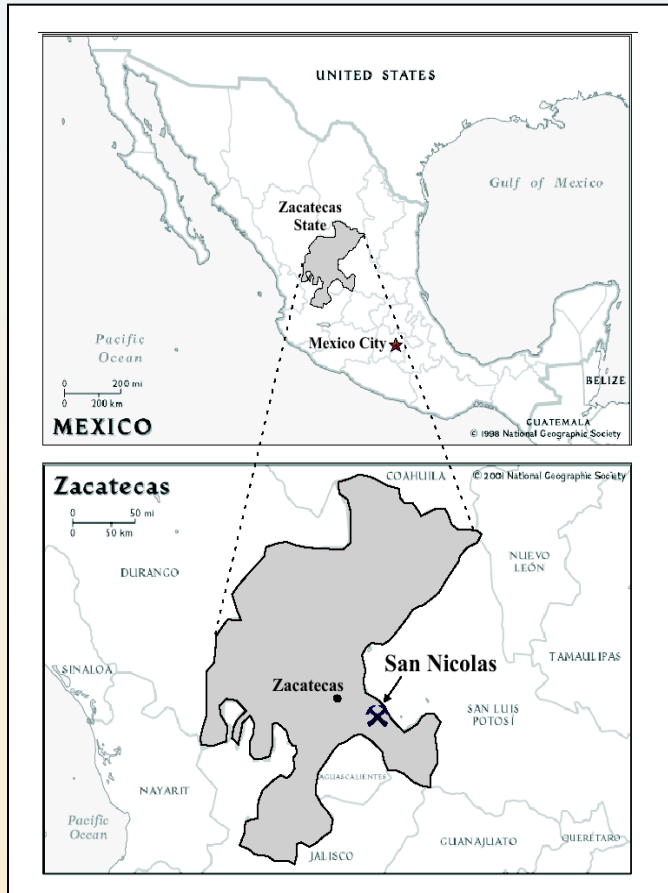 UNITED STATES
Gulf of Mexico
Zacatecas
State
Pacific
Ocean
Mexico City
0 200 mi
0 200 km
BELIZE
GUATEMALA
MEXICO
© 1998 National Geographic Society
Zacatecas
0 50 mi
0 50 km
COAHUILA
© 2001 National Geographic Society
DURANGO
NUEVO
LEÓN
SINALOA
TAMAULIPAS
San Nicolas
Zacatecas
SAN LUIS
POTOSÍ
AGUASCALIENTES
NAYARIT
Pacific
Ocean
JALISCO
GUANAJUATO
QUERÉTARO